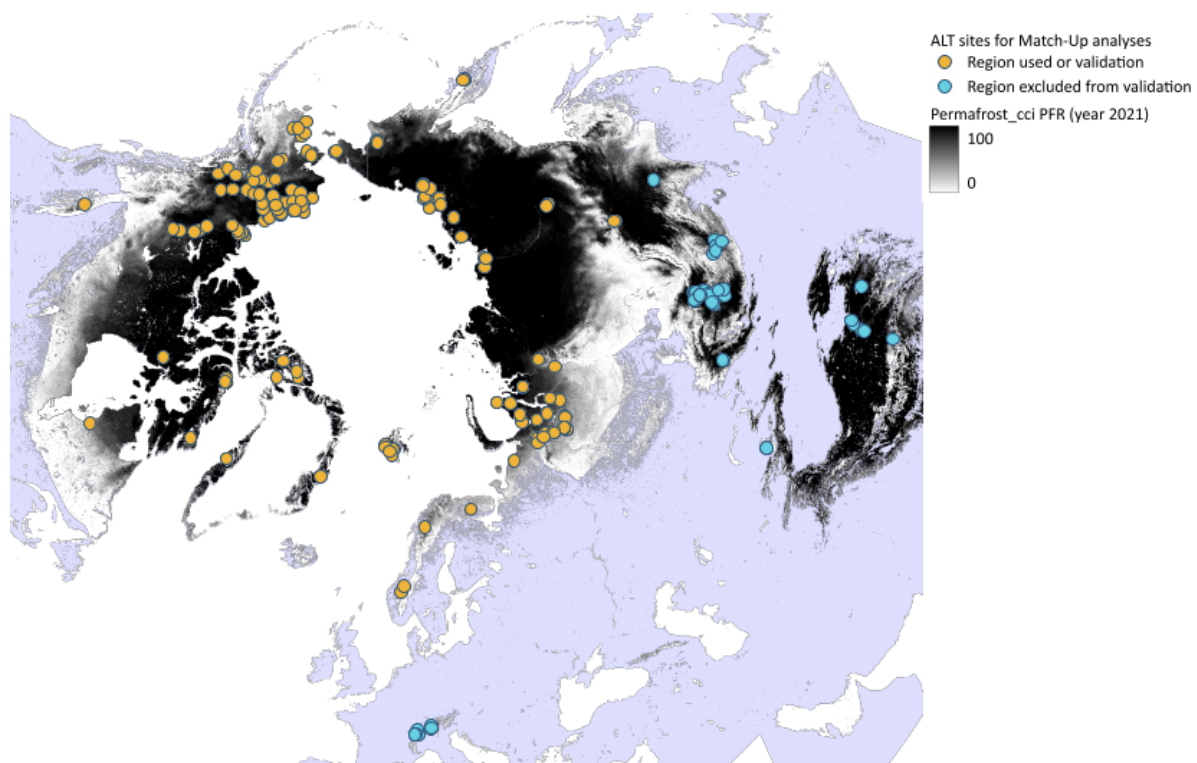 ALT sites for Match-Up analyses
Region used or validation
Region excluded from validation
Permafrost_cci PFR (year 2021)
100
0